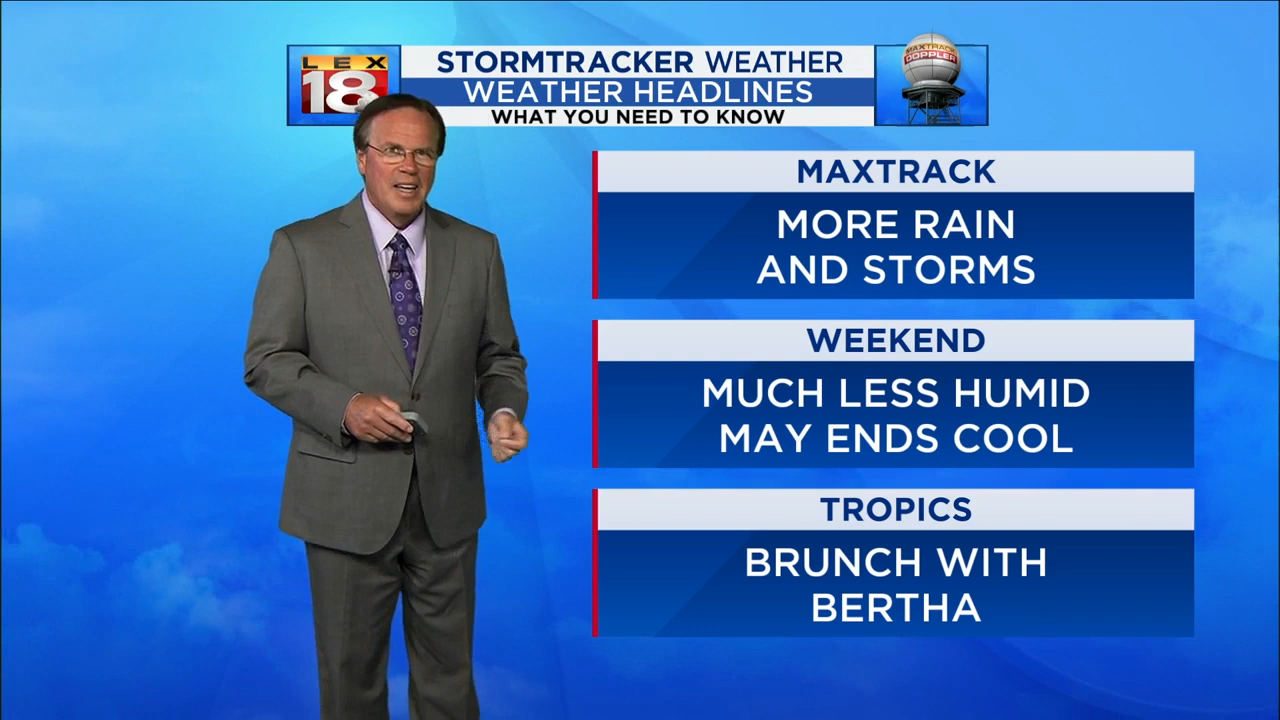 LEX
18
STORMTRACKER WEATHER
WEATHER HEADLINES
WHAT YOU NEED TO KNOW
MAXTRACK
DOPPLER
MAXTRACK
MORE RAIN
AND STORMS
WEEKEND
MUCH LESS HUMID
MAY ENDS COOL
TROPICS
BRUNCH WITH
BERTHA